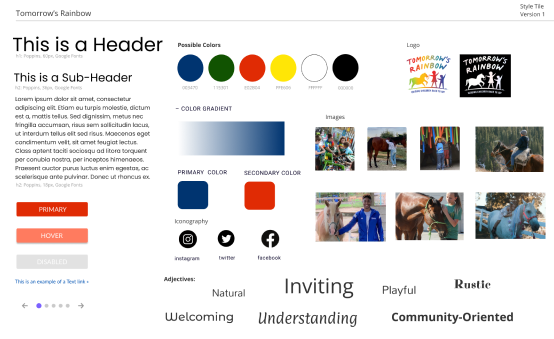 Tomorrow's Rainbow
Style Tile
Version 1
This is a Header
h1: Poppins, 50px, Google Fonts
This is a Sub-Header
h2: Poppins, 36px, Google Fonts
Lorem ipsum dolor sit amet, consectetur
adipiscing elit. Etiam eu turpis molestie, dictum
est a, mattis tellus. Sed dignissim, metus nec
fringilla accumsan, risus sem sollicitudin lacus,
ut interdum tellus elit sed risus. Maecenas eget
condimentum velit, sit amet feugiat lectus.
Class aptent taciti sociosqu ad litora torquent
per conubia nostra, per inceptos himenaeos.
Praesent auctor purus luctus enim egestas, ac
scelerisque ante pulvinar. Donec ut rhoncus ex.
h2: Poppins, 18px, Google Fonts
PRIMARY
HOVER
DISABLED
This is an example of a Text link »
Possible Colors
000000
– COLOR GRADIENT
PRIMARY COLOR
SECONDARY COLOR
Iconography
instagram
twitter
facebook
Logo
TOMORROW'S
RAINBOW
TOMORROW'S
RAINBOW
Images
Adjectives:
Natural
Inviting
Playful
Rustic
Welcoming
Understanding
Community-Oriented